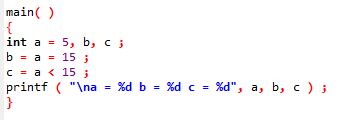 main( )
{
int a = 5, b, c ;
b = a = 15 ;
c = a < 15 ;
printf ( "\na = %d b = %d c = %d", a, b, c ) ;
}